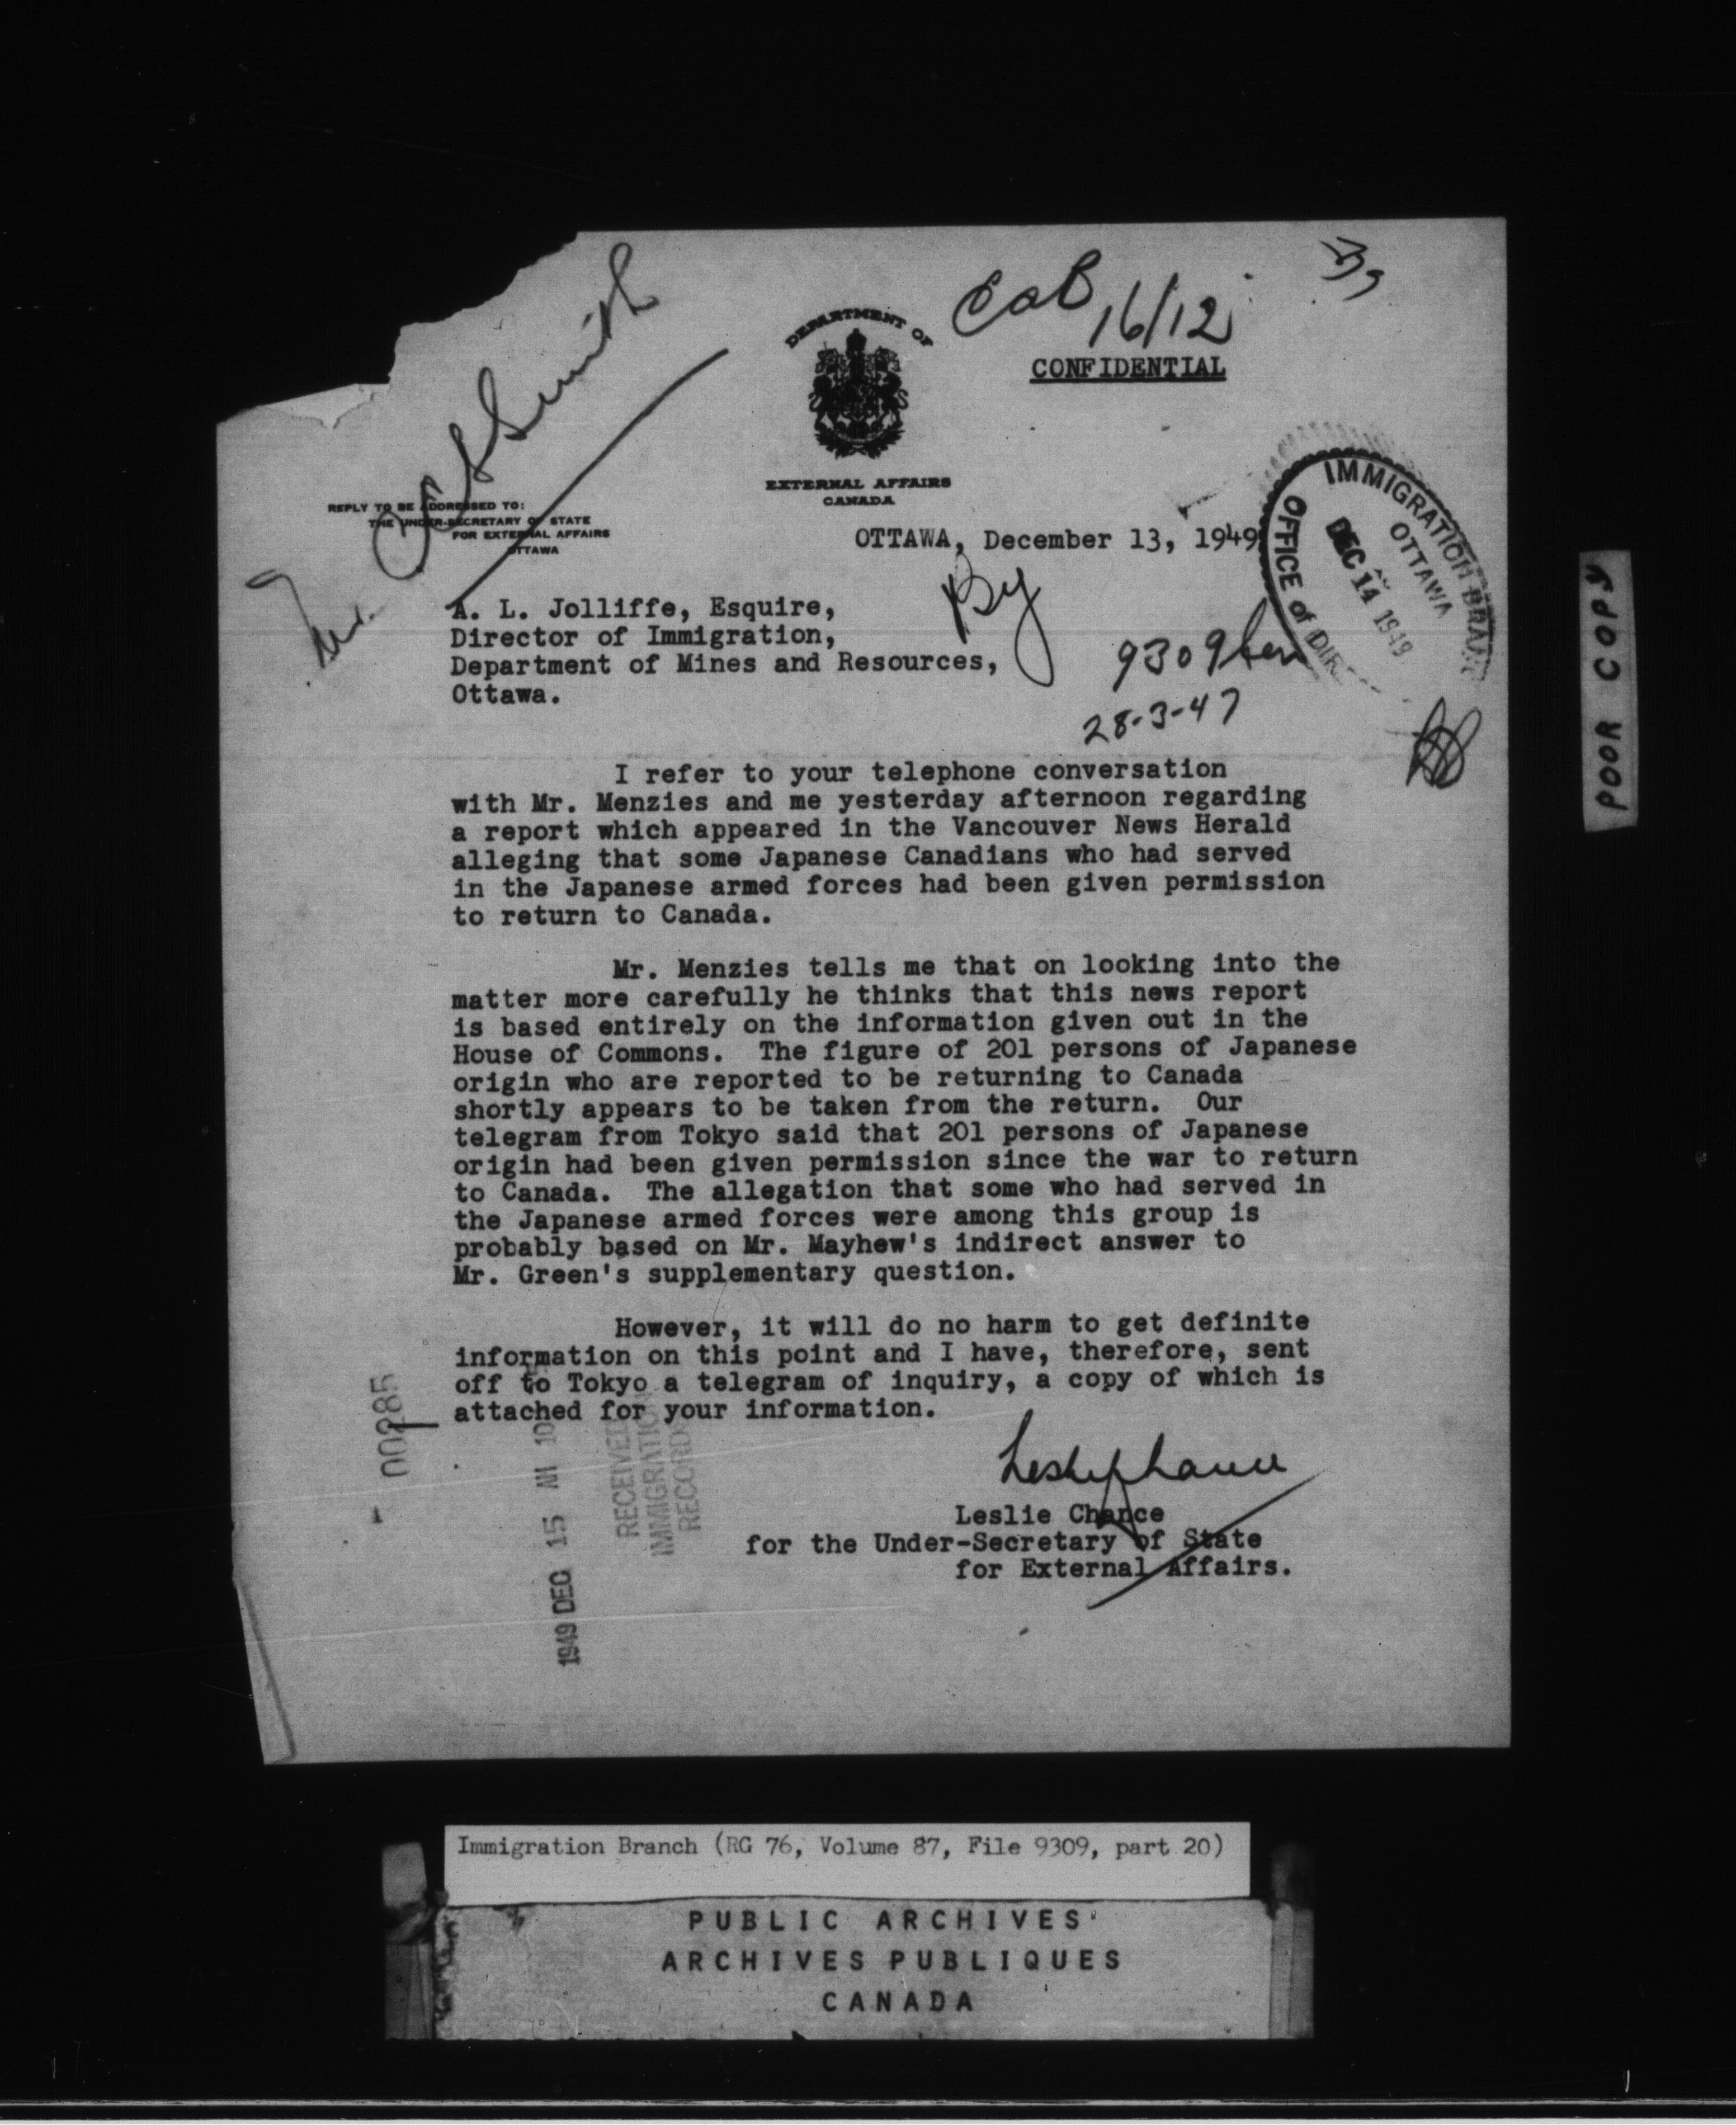 Mr. Smith
CaB 16/12
CONFIDENTIAL
DEPARTMENT OF
EXTERNAL AFFAIRS
CANADA
REPLY TO BE ADDRESSED TO:
THE UNDER-SECRETARY OF STATE
FOR EXTERNAL AFFAIRS
OTTAWA
OTTAWA, December 13, 1949
IMMIGRATION BRANCH
OTTAWA
DEC 14 1949
OFFICE of DIR
A. L. Jolliffe, Esquire,
Director of Immigration,
Department of Mines and Resources,
Ottawa.
By
9309
28-3-47
POOR COPY
I refer to your telephone conversation
with Mr. Menzies and me yesterday afternoon regarding
a report which appeared in the Vancouver News Herald
alleging that some Japanese Canadians who had served
in the Japanese armed forces had been given permission
to return to Canada.
Mr. Menzies tells me that on looking into the
matter more carefully he thinks that this news report
is based entirely on the information given out in the
House of Commons. The figure of 201 persons of Japanese
origin who are reported to be returning to Canada
shortly appears to be taken from the return. Our
telegram from Tokyo said that 201 persons of Japanese
origin had been given permission since the war to return
to Canada. The allegation that some who had served in
the Japanese armed forces were among this group is
probably based on Mr. Mayhew's indirect answer to
Mr. Green's supplementary question.
However, it will do no harm to get definite
information on this point and I have, therefore, sent
off to Tokyo a telegram of inquiry, a copy of which is
attached for your information.
00285
1949 DEC 15 AM 10
RECEIVED
IMMIGRATION
RECORDS
Leslie Chance
Leslie Chance
for the Under-Secretary of State
for External Affairs.
Immigration Branch (RG 76, Volume 87, File 9309, part 20)
PUBLIC ARCHIVES
ARCHIVES PUBLIQUES
CANADA